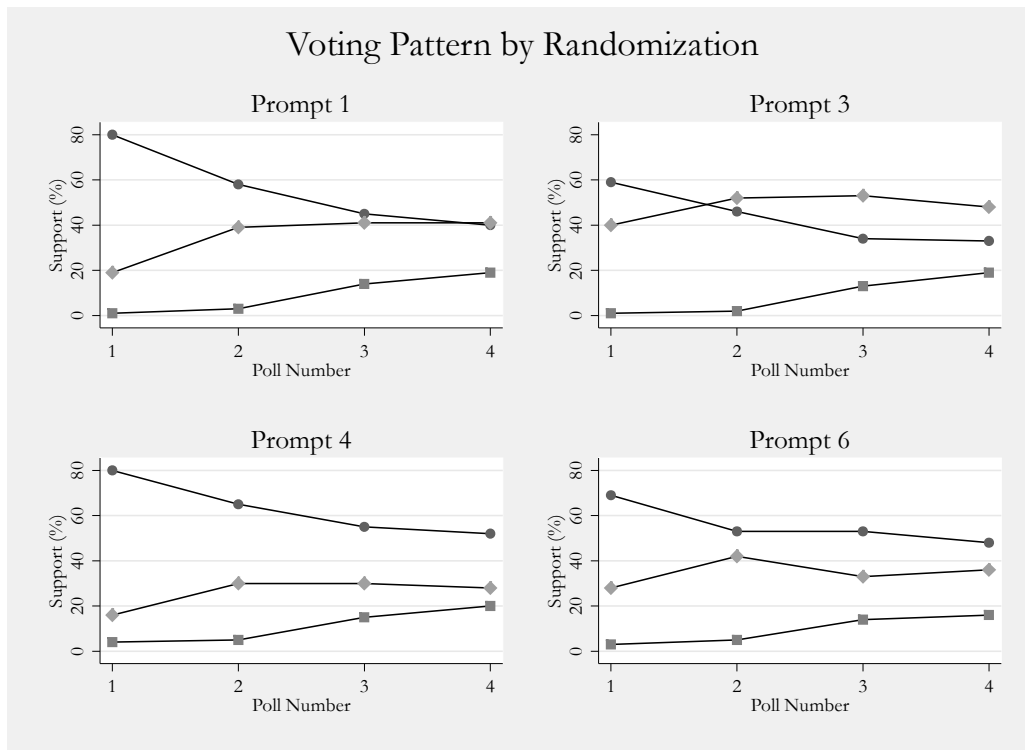 Voting Pattern by Randomization
Prompt 1
Support (%)
0 20 40 60 80
1 2 3 4
Poll Number
Prompt 3
Support (%)
0 20 40 60 80
1 2 3 4
Poll Number
Prompt 4
Support (%)
0 20 40 60 80
1 2 3 4
Poll Number
Prompt 6
Support (%)
0 20 40 60 80
1 2 3 4
Poll Number